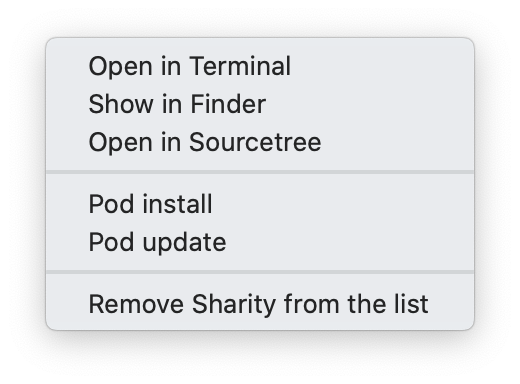 Open in Terminal
Show in Finder
Open in Sourcetree
Pod install
Pod update
Remove Sharity from the list